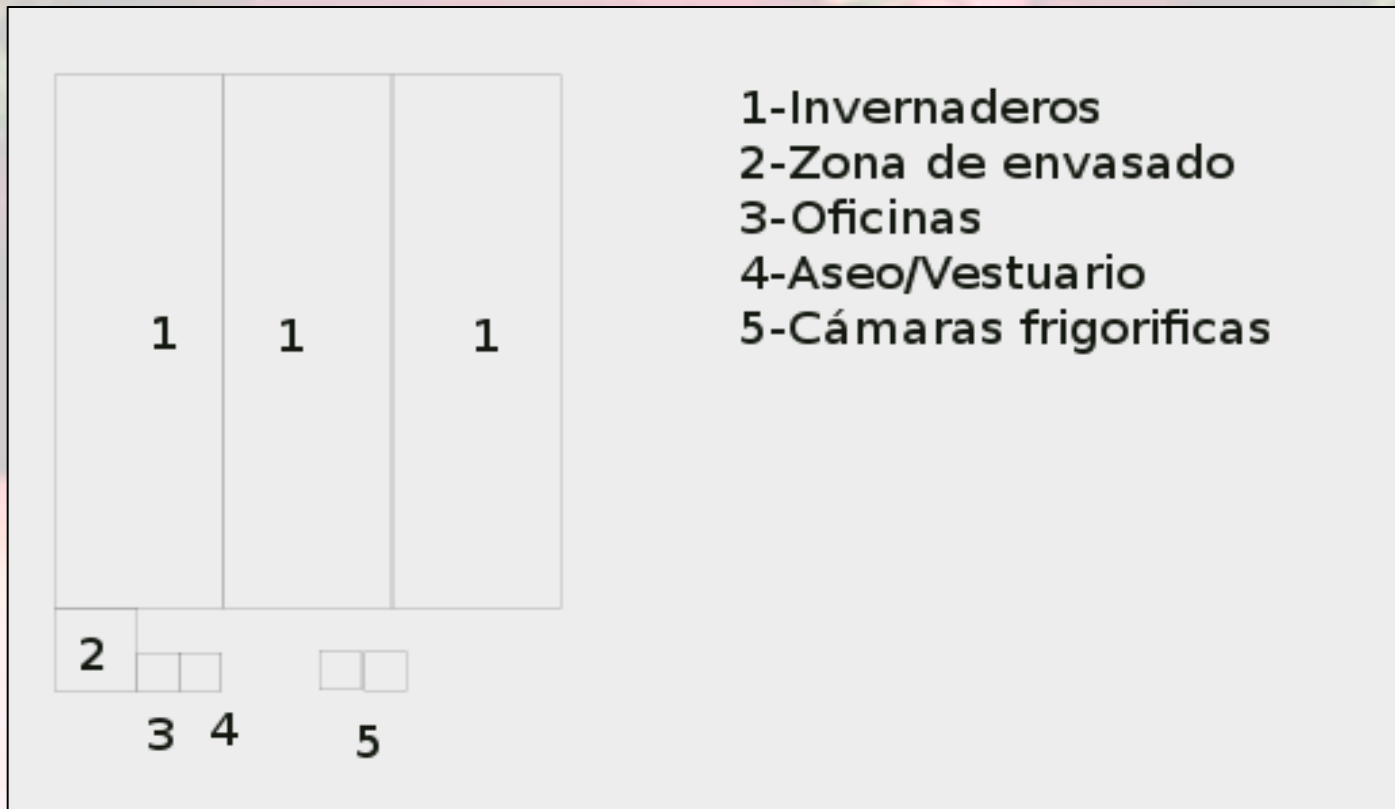 1-Invernaderos
2-Zona de envasado
3-Oficinas
4-Aseo/Vestuario
5-Cámaras frigorificas
1 1 1
2
3 4 5